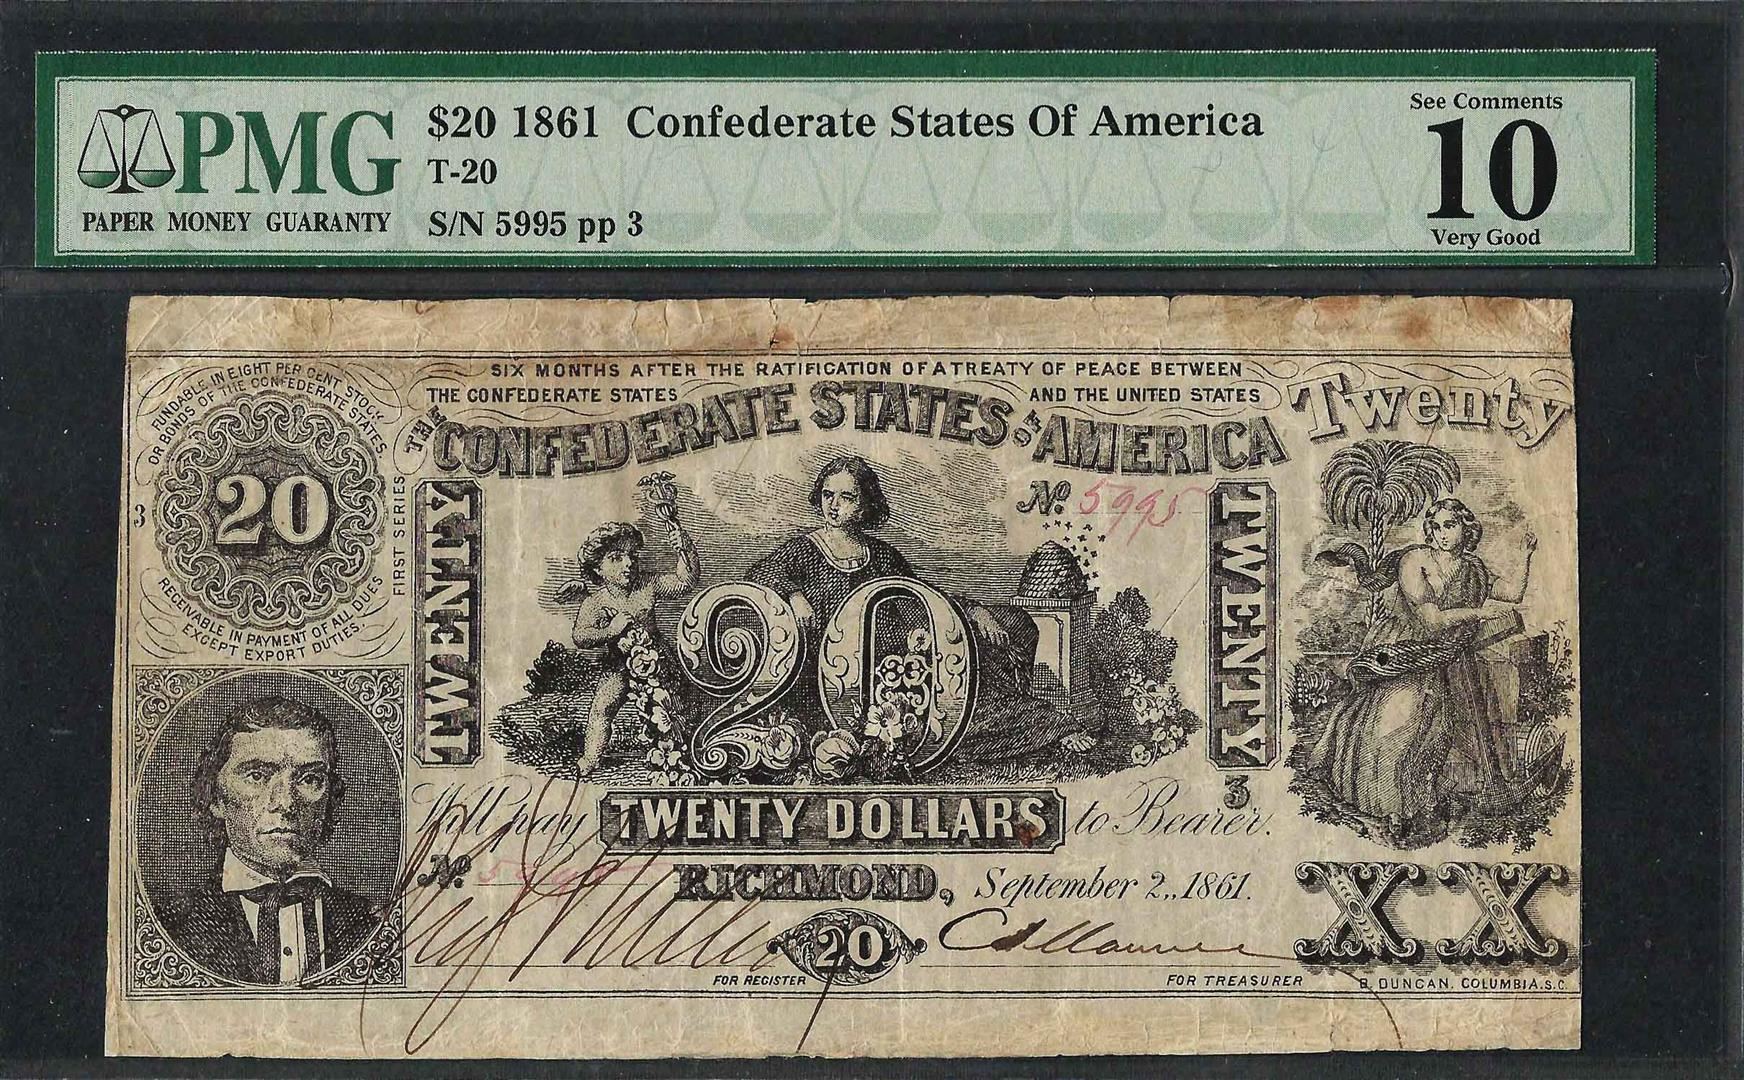 PMG
PAPER MONEY GUARANTY
$20 1861 Confederate States Of America
T-20
S/N 5995 pp 3
See Comments
10
Very Good
SIX MONTHS AFTER THE RATIFICATION OF A TREATY OF PEACE BETWEEN
THE CONFEDERATE STATES AND THE UNITED STATES
THE CONFEDERATE STATES OF AMERICA
Twenty
FUNDABLE IN EIGHT PER CENT STOCK
OR BONDS OF THE CONFEDERATE STATES.
3
20
RECEIVABLE IN PAYMENT OF ALL DUES
EXCEPT EXPORT DUTIES.
FIRST SERIES
TWENTY
No. 5995
TWENTY
20
3
Will pay TWENTY DOLLARS to Bearer.
No.
RICHMOND, September 2,, 1861.
XX
20
FOR REGISTER
FOR TREASURER
B. DUNCAN, COLUMBIA, S.C.